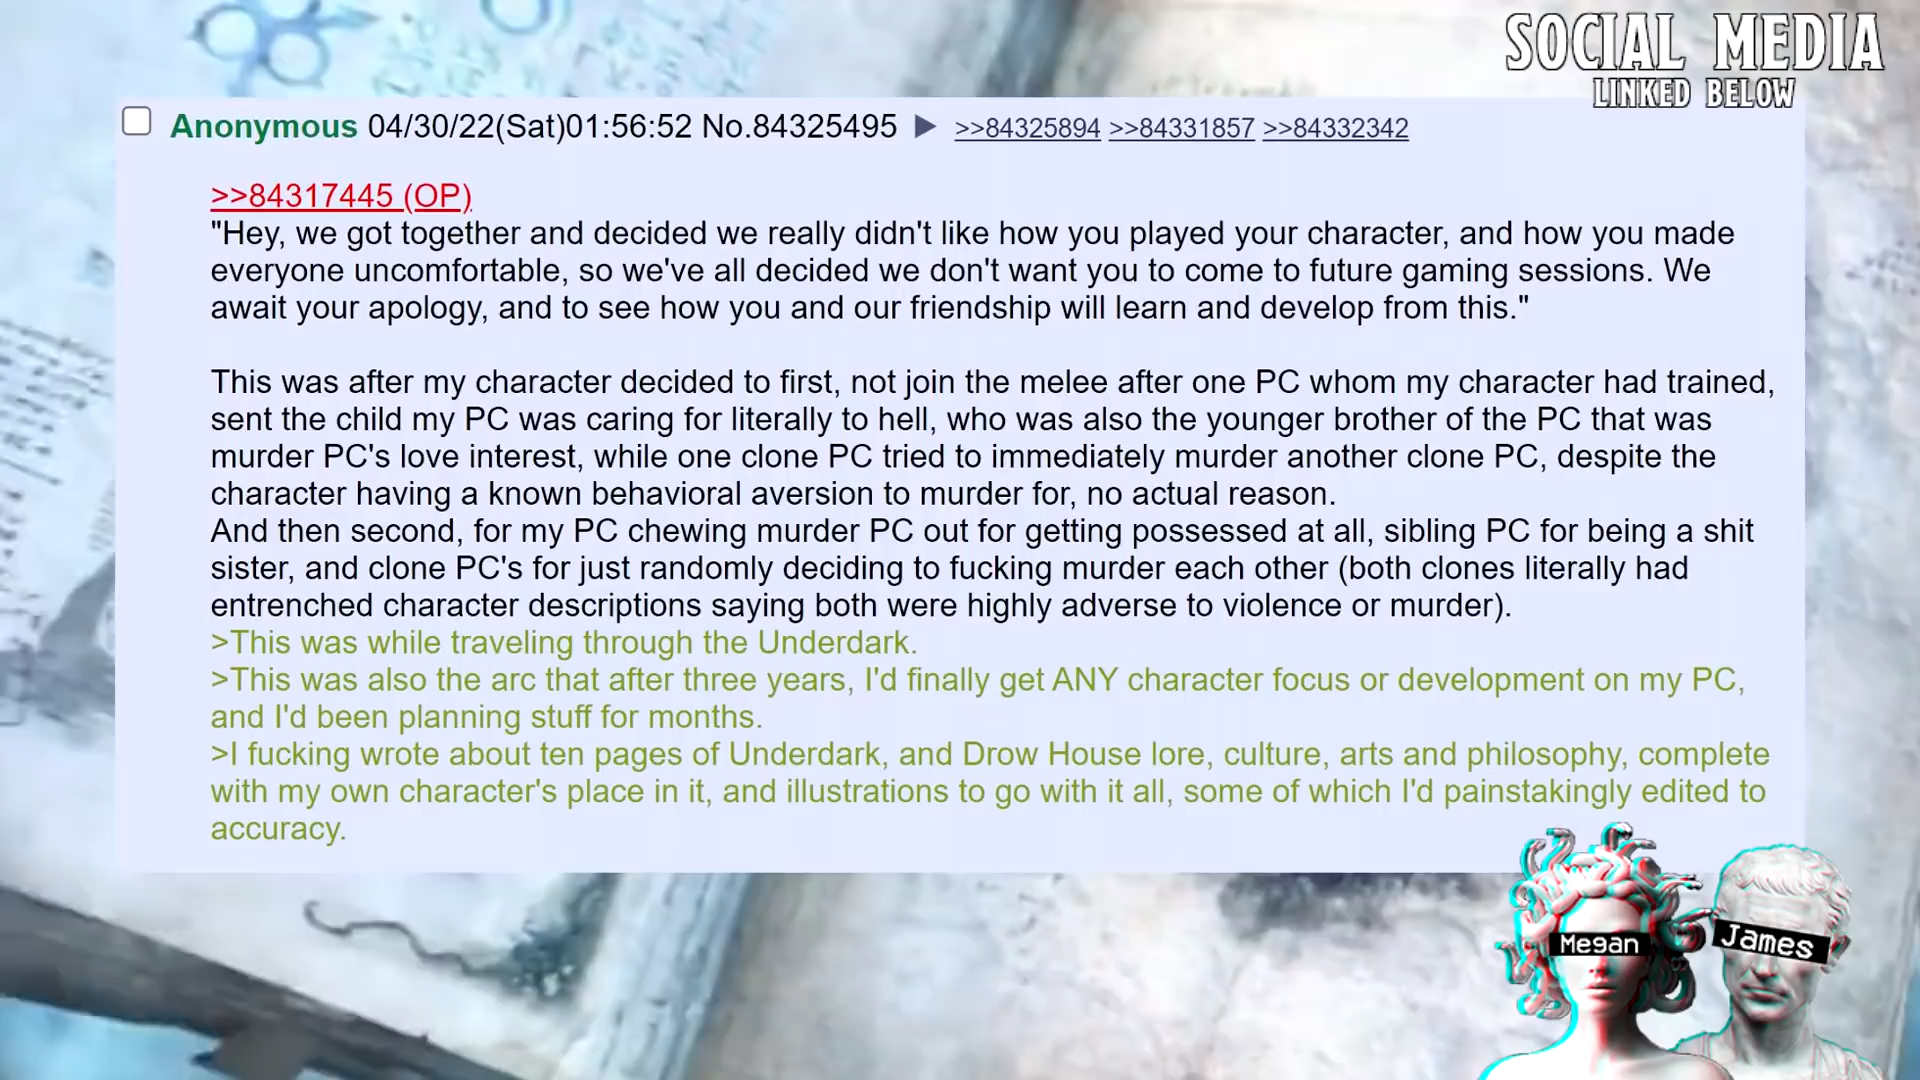 SOCIAL MEDIA
LINKED BELOW
Anonymous 04/30/22(Sat)01:56:52 No.84325495 ▶ >>84325894 >>84331857 >>84332342
>>84317445 (OP)
"Hey, we got together and decided we really didn't like how you played your character, and how you made
everyone uncomfortable, so we've all decided we don't want you to come to future gaming sessions. We
await your apology, and to see how you and our friendship will learn and develop from this."
This was after my character decided to first, not join the melee after one PC whom my character had trained,
sent the child my PC was caring for literally to hell, who was also the younger brother of the PC that was
murder PC's love interest, while one clone PC tried to immediately murder another clone PC, despite the
character having a known behavioral aversion to murder for, no actual reason.
And then second, for my PC chewing murder PC out for getting possessed at all, sibling PC for being a shit
sister, and clone PC's for just randomly deciding to fucking murder each other (both clones literally had
entrenched character descriptions saying both were highly adverse to violence or murder).
>This was while traveling through the Underdark.
>This was also the arc that after three years, I'd finally get ANY character focus or development on my PC,
and I'd been planning stuff for months.
>I fucking wrote about ten pages of Underdark, and Drow House lore, culture, arts and philosophy, complete
with my own character's place in it, and illustrations to go with it all, some of which I'd painstakingly edited to
accuracy.
Megan
James